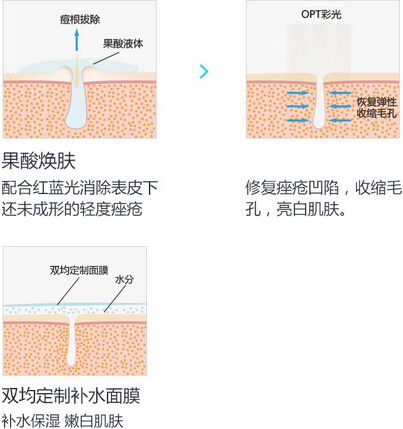 痘根拔除
果酸液体
果酸焕肤
配合红蓝光消除表皮下
还未成形的轻度痤疮
OPT彩光
恢复弹性
收缩毛孔
修复痤疮凹陷，收缩毛
孔，亮白肌肤。
双均定制面膜
水分
双均定制补水面膜
补水保湿 嫩白肌肤